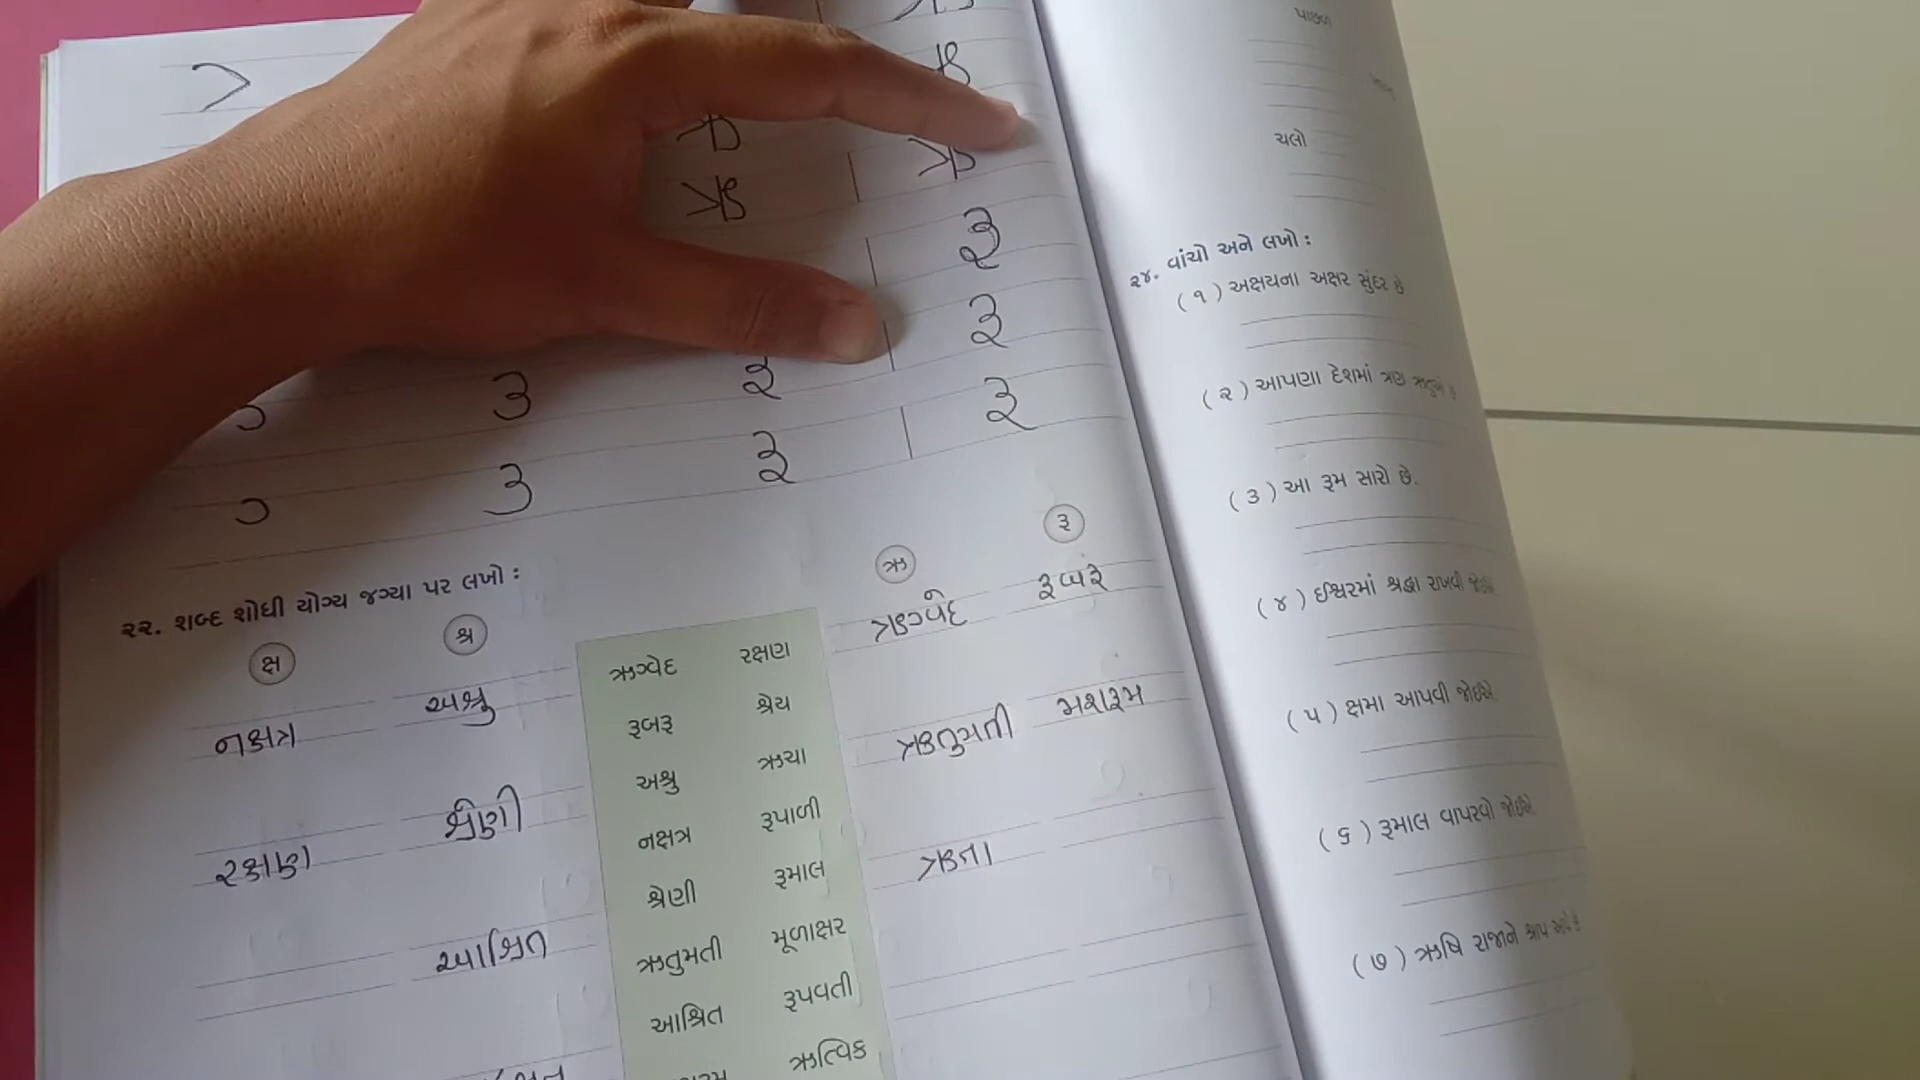 ઋ
ઋ
ઋ
ઋ
રૂ
રૂ
3
રૂ
રૂ
3
રૂ
૨૨. શબ્દ શોધી યોગ્ય જગ્યા પર લખો :
ક્ષ
શ્ર
ઋ
રૂ
નક્ષત્ર
અશ્રુ
રક્ષણ
શ્રેણી
આશ્રિત
ઋગ્વેદ રક્ષણ
રૂબરૂ શ્રેય
અશ્રુ ઋચા
નક્ષત્ર રૂપાળી
શ્રેણી રૂમાલ
ઋતુમતી મૂળાક્ષર
આશ્રિત રૂપવતી
ઋત્વિક
ઋગ્વેદ રૂબરૂ
ઋતુમતી મશરૂમ
પાછળ
ચલો
૨૪. વાંચો અને લખો :
(૧) અક્ષયના અક્ષર સુંદર છે
(૨) આપણા દેશમાં ત્રણ ઋતુઓ
(૩) આ રૂમ સારો છે.
(૪) ઈશ્વરમાં શ્રદ્ધા રાખવી જોઈએ
(૫) ક્ષમા આપવી જોઈએ.
(૬) રૂમાલ વાપરવો જોઈએ
(૭) ઋષિ રાજાને શ્રાપ આપે છે